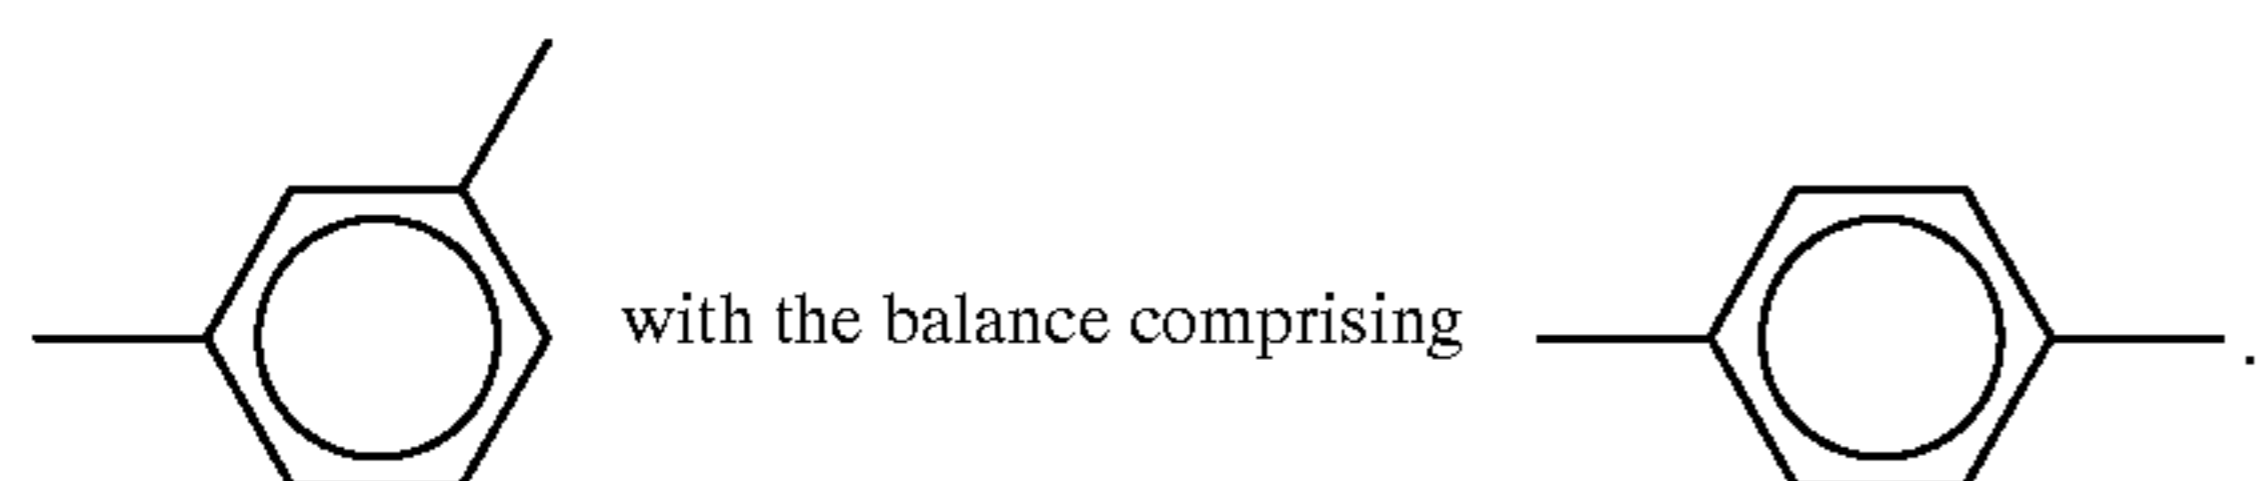 with the balance comprising .